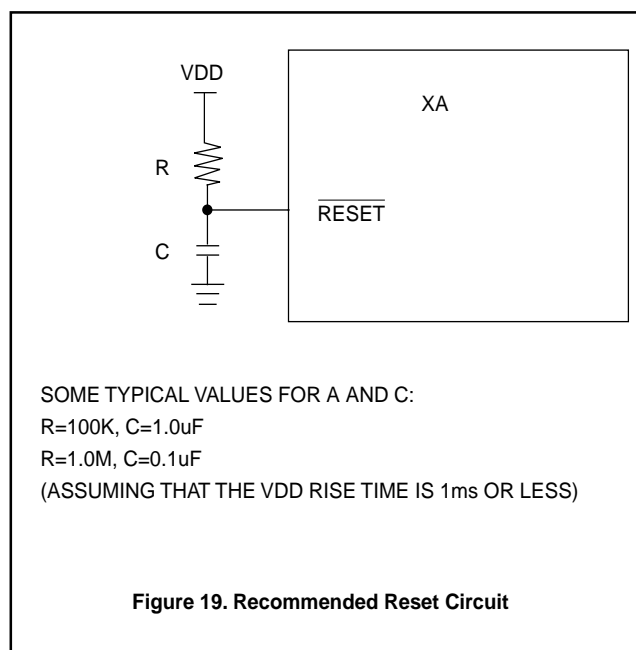 VDD
XA
R
RESET
C
SOME TYPICAL VALUES FOR A AND C:
R=100K, C=1.0uF
R=1.0M, C=0.1uF
(ASSUMING THAT THE VDD RISE TIME IS 1ms OR LESS)
Figure 19. Recommended Reset Circuit